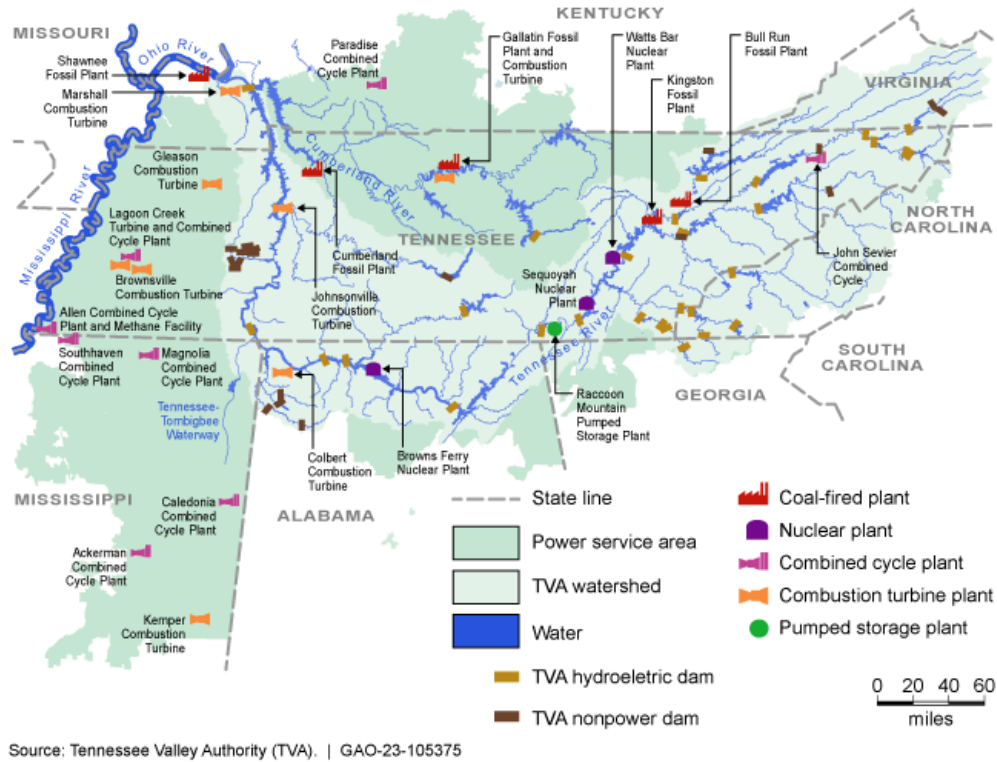 KENTUCKY
MISSOURI
Ohio River
Shawnee
Fossil Plant
Marshall
Combustion
Turbine
Paradise
Combined
Cycle Plant
Gallatin Fossil
Plant and
Combustion
Turbine
Watts Bar
Nuclear
Plant
Kingston
Fossil
Plant
Bull Run
Fossil Plant
VIRGINIA
Mississippi River
Gleason
Combustion
Turbine
Cumberland River
Lagoon Creek
Turbine and Combined
Cycle Plant
Brownsville
Combustion Turbine
TENNESSEE
Cumberland
Fossil Plant
Johnsonville
Combustion
Turbine
Sequoyah
Nuclear
Plant
NORTH
CAROLINA
John Sevier
Combined
Cycle
Allen Combined Cycle
Plant and Methane Facility
Southhaven
Combined
Cycle Plant
Magnolia
Combined
Cycle Plant
Tennessee River
SOUTH
CAROLINA
GEORGIA
Tennessee-
Tombigbee
Waterway
Raccoon
Mountain
Pumped
Storage Plant
Colbert
Combustion
Turbine
Browns Ferry
Nuclear Plant
MISSISSIPPI
ALABAMA
Caledonia
Combined
Cycle Plant
Ackerman
Combined
Cycle Plant
Kemper
Combustion
Turbine
State line
Power service area
TVA watershed
Water
TVA hydroeletric dam
TVA nonpower dam
Coal-fired plant
Nuclear plant
Combined cycle plant
Combustion turbine plant
Pumped storage plant
0 20 40 60
miles
Source: Tennessee Valley Authority (TVA). | GAO-23-105375